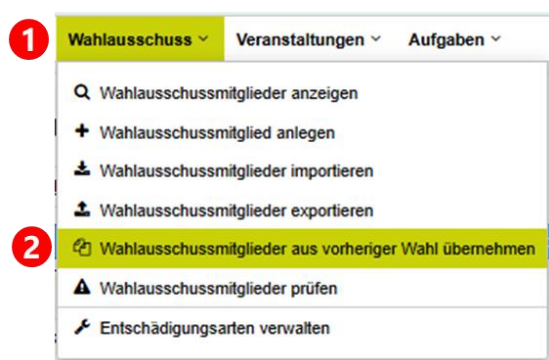 1 Wahlausschuss Veranstaltungen Aufgaben
Wahlausschussmitglieder anzeigen
Wahlausschussmitglied anlegen
Wahlausschussmitglieder importieren
Wahlausschussmitglieder exportieren
2 Wahlausschussmitglieder aus vorheriger Wahl übernehmen
Wahlausschussmitglieder prüfen
Entschädigungsarten verwalten